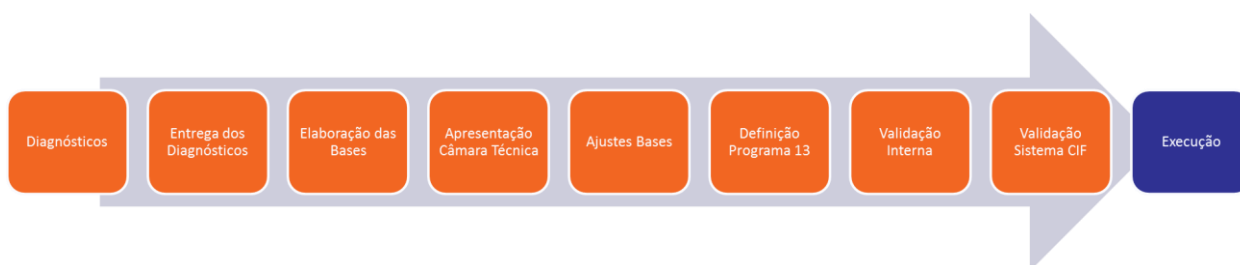 Diagnósticos
Entrega dos
Diagnósticos
Elaboração das
Bases
Apresentação
Câmara Técnica
Ajustes Bases
Definição
Programa 13
Validação
Interna
Validação
Sistema CIF
Execução